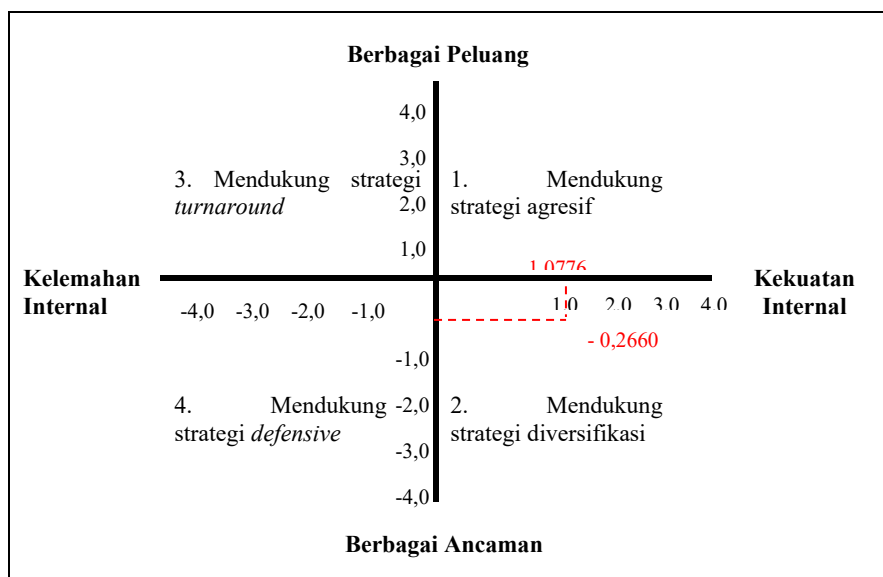 Berbagai Peluang
4,0
3,0
3. Mendukung strategi
turnaround
1. Mendukung
strategi agresif
2,0
1,0
1,0776
Kelemahan
Internal
Kekuatan
Internal
-4,0 -3,0 -2,0 -1,0
1,0 2,0 3,0 4,0
- 0,2660
-1,0
4. Mendukung
strategi defensive
-2,0
2. Mendukung
strategi diversifikasi
-3,0
-4,0
Berbagai Ancaman